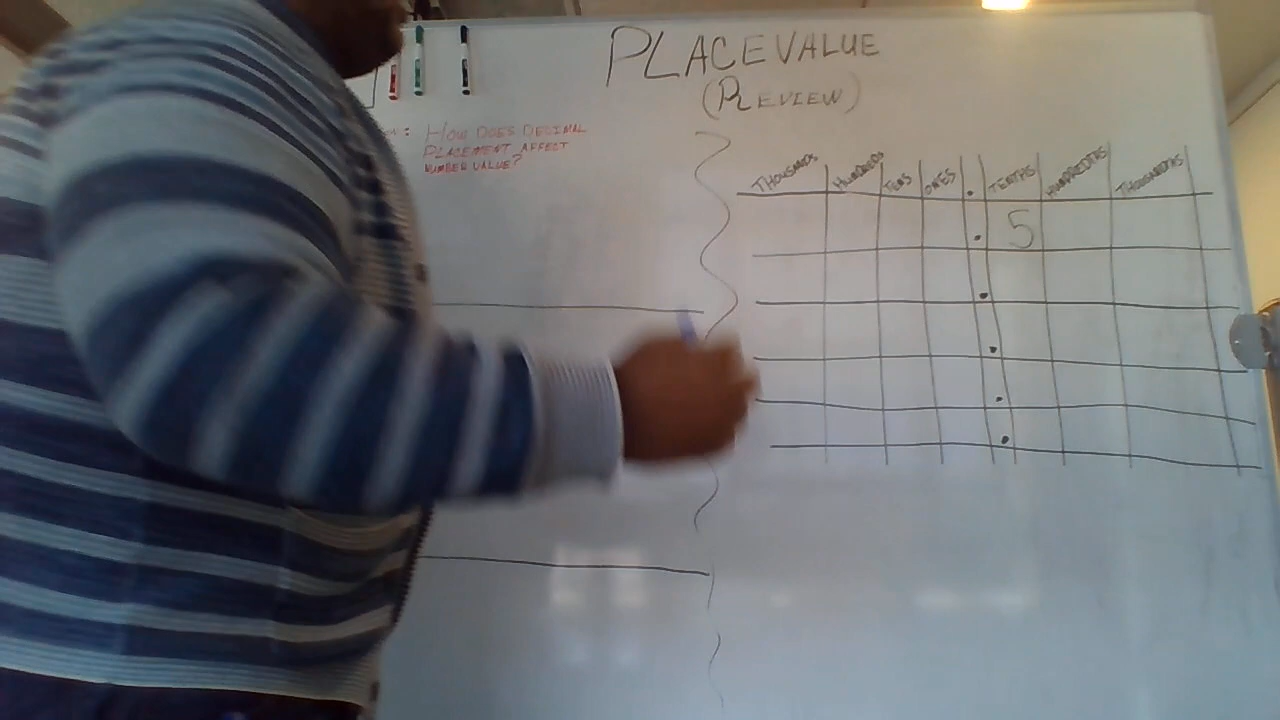 PLACEVALUE
(REVIEW)
: HOW DOES DECIMAL
PLACEMENT AFFECT
NUMBER VALUE?
THOUSANDS HUNDREDS TENS ONES . TENTHS HUNDREDTHS THOUSANDTHS
. 5
.
.
.
.